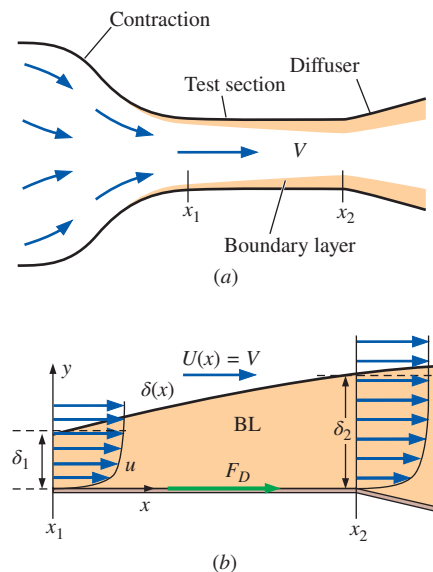 Contraction
Diffuser
Test section
V
x1 x2
Boundary layer
(a)
y
U(x) = V
δ(x)
BL
δ1
δ2
u
FD
x
x1 x2
(b)